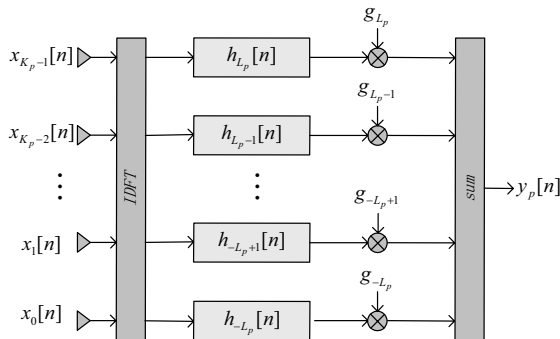 g_{L_p}
x_{K_p-1}[n] h_{L_p}[n]
g_{L_p-1}
x_{K_p-2}[n] h_{L_p-1}[n]
IDFT sum y_p[n]
g_{-L_p+1}
x_1[n] h_{-L_p+1}[n]
g_{-L_p}
x_0[n] h_{-L_p}[n]